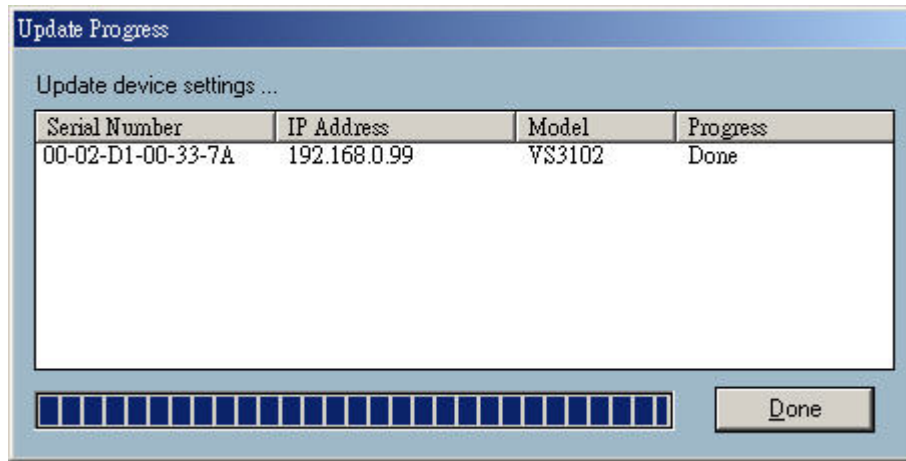 Update Progress
Update device settings ...
Serial Number IP Address Model Progress
00-02-D1-00-33-7A 192.168.0.99 VS3102 Done
Done